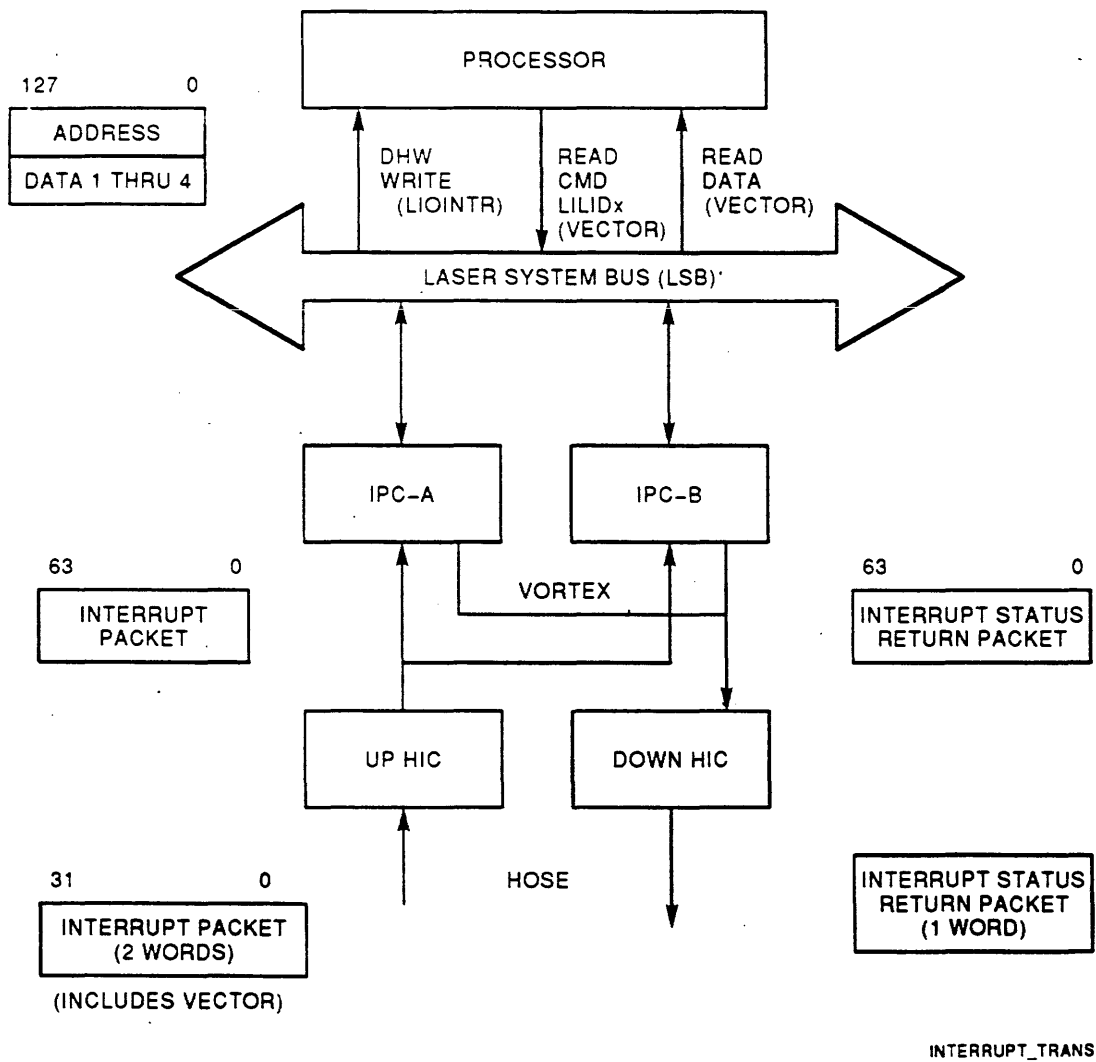 PROCESSOR
127 0
ADDRESS
DATA 1 THRU 4
DHW
WRITE
(LIOINTR)
READ
CMD
LILIDx
(VECTOR)
READ
DATA
(VECTOR)
LASER SYSTEM BUS (LSB)
IPC-A
IPC-B
63 0
INTERRUPT
PACKET
VORTEX
63 0
INTERRUPT STATUS
RETURN PACKET
UP HIC
DOWN HIC
31 0
INTERRUPT PACKET
(2 WORDS)
(INCLUDES VECTOR)
HOSE
INTERRUPT STATUS
RETURN PACKET
(1 WORD)
INTERRUPT_TRANS